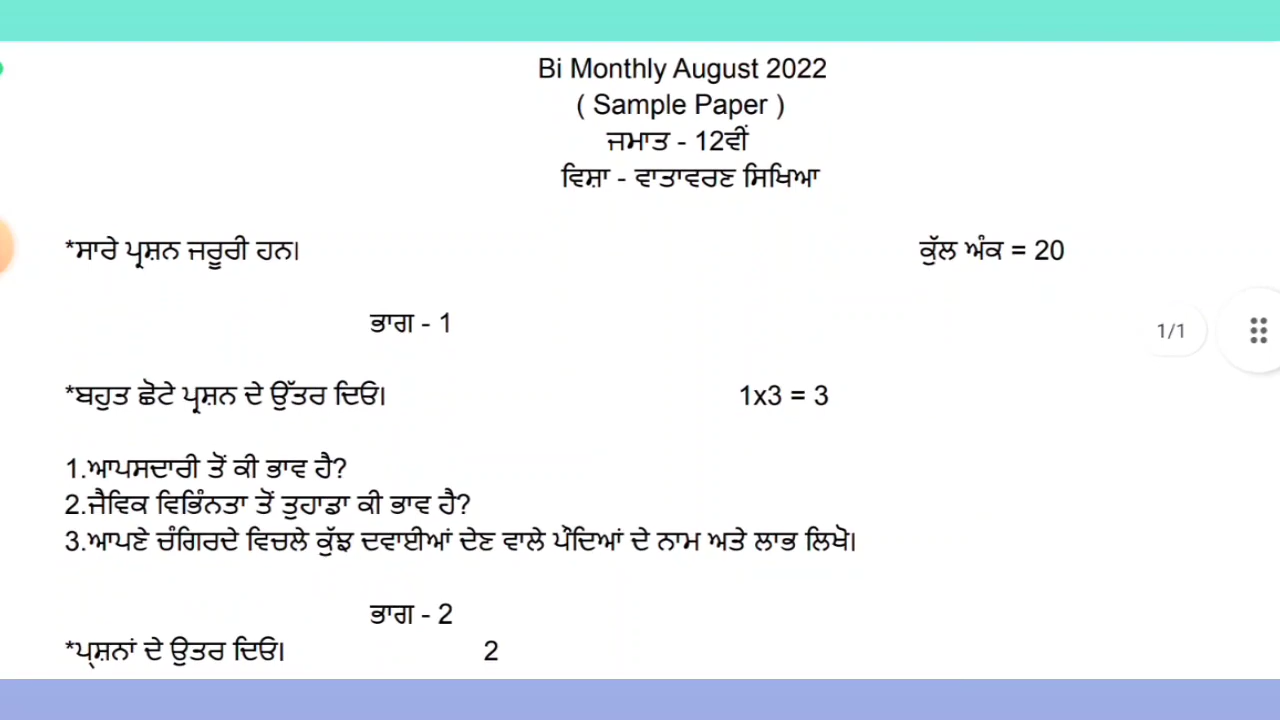 Bi Monthly August 2022
( Sample Paper )
ਜਮਾਤ - 12ਵੀਂ
ਵਿਸ਼ਾ - ਵਾਤਾਵਰਣ ਸਿਖਿਆ
*ਸਾਰੇ ਪ੍ਰਸ਼ਨ ਜਰੂਰੀ ਹਨ। ਕੁੱਲ ਅੰਕ = 20
ਭਾਗ - 1
1/1
*ਬਹੁਤ ਛੋਟੇ ਪ੍ਰਸ਼ਨ ਦੇ ਉੱਤਰ ਦਿਓ। 1x3 = 3
1.ਆਪਸਦਾਰੀ ਤੋਂ ਕੀ ਭਾਵ ਹੈ?
2.ਜੈਵਿਕ ਵਿਭਿੰਨਤਾ ਤੋਂ ਤੁਹਾਡਾ ਕੀ ਭਾਵ ਹੈ?
3.ਆਪਣੇ ਚੰਗਿਰਦੇ ਵਿਚਲੇ ਕੁੱਝ ਦਵਾਈਆਂ ਦੇਣ ਵਾਲੇ ਪੌਦਿਆਂ ਦੇ ਨਾਮ ਅਤੇ ਲਾਭ ਲਿਖੋ।
ਭਾਗ - 2
*ਪ੍ਸ਼ਨਾਂ ਦੇ ਉਤਰ ਦਿਓ। 2